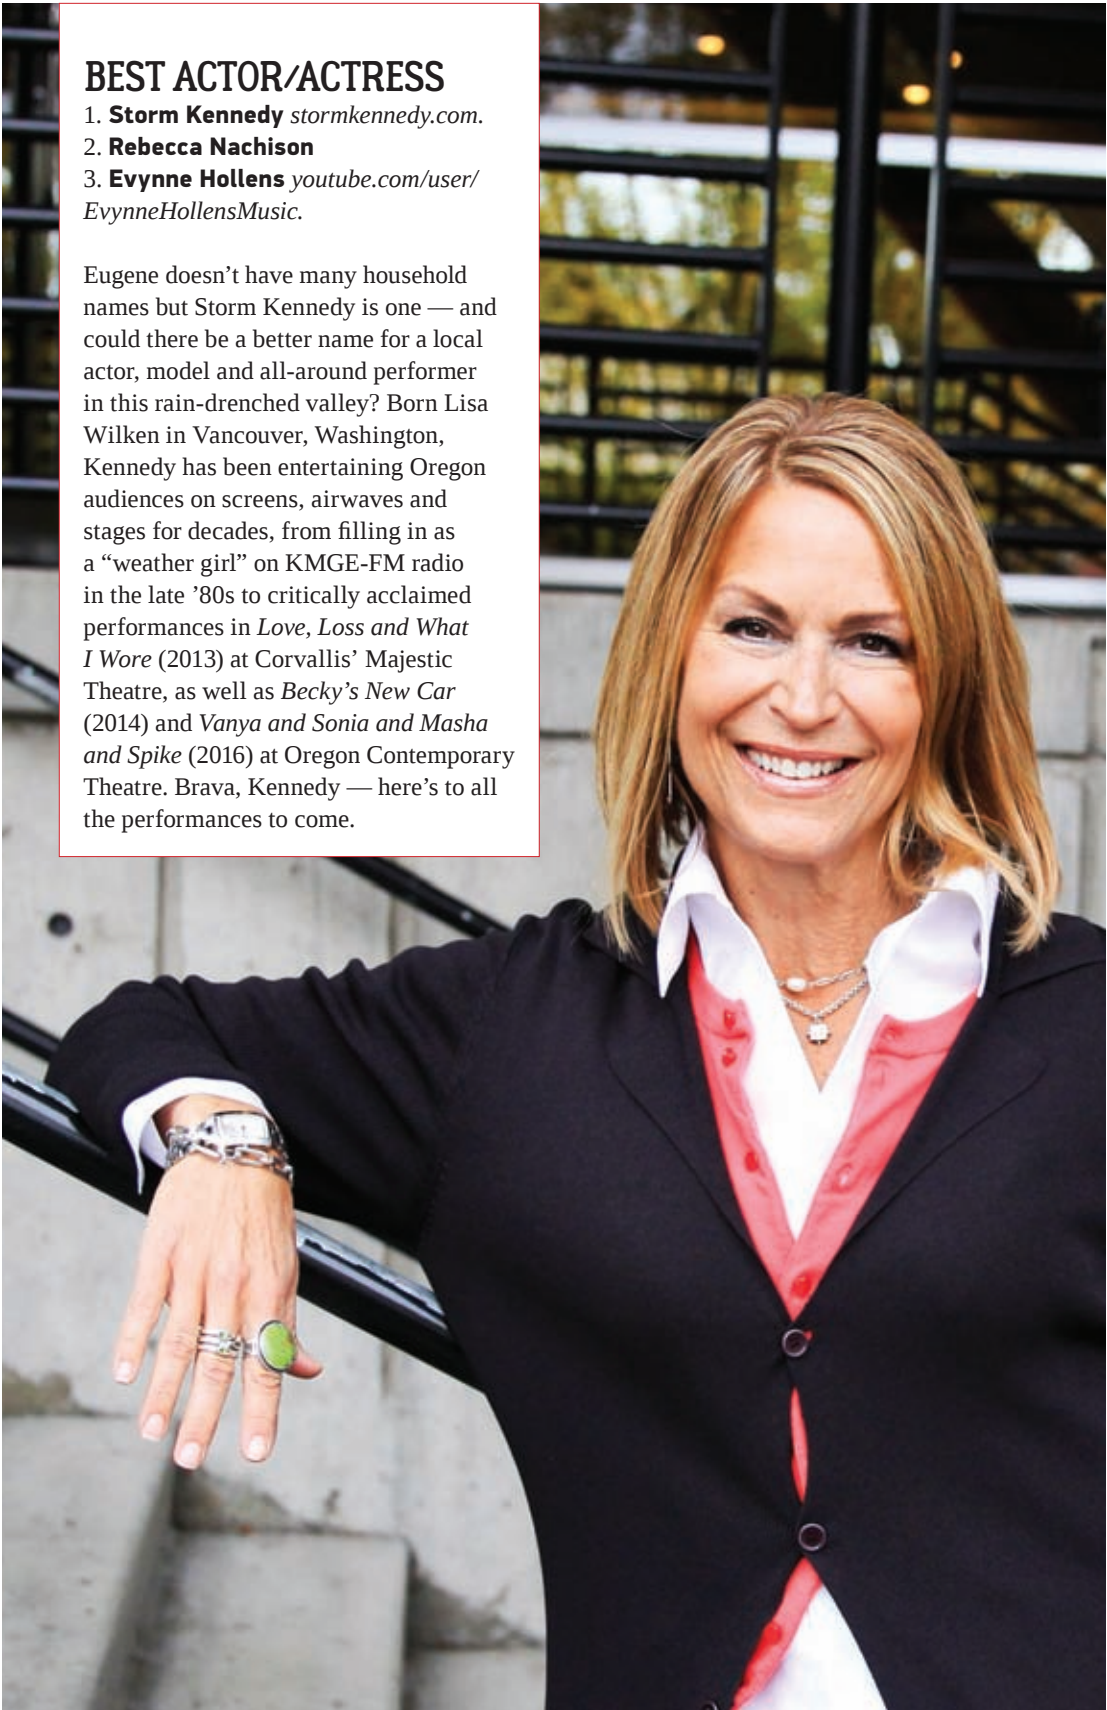 BEST ACTOR/ACTRESS
1. Storm Kennedy stormkennedy.com.
2. Rebecca Nachison
3. Evynne Hollens youtube.com/user/
EvynneHollensMusic.
Eugene doesn’t have many household
names but Storm Kennedy is one — and
could there be a better name for a local
actor, model and all-around performer
in this rain-drenched valley? Born Lisa
Wilken in Vancouver, Washington,
Kennedy has been entertaining Oregon
audiences on screens, airwaves and
stages for decades, from filling in as
a “weather girl” on KMGE-FM radio
in the late ’80s to critically acclaimed
performances in Love, Loss and What
I Wore (2013) at Corvallis’ Majestic
Theatre, as well as Becky’s New Car
(2014) and Vanya and Sonia and Masha
and Spike (2016) at Oregon Contemporary
Theatre. Brava, Kennedy — here’s to all
the performances to come.